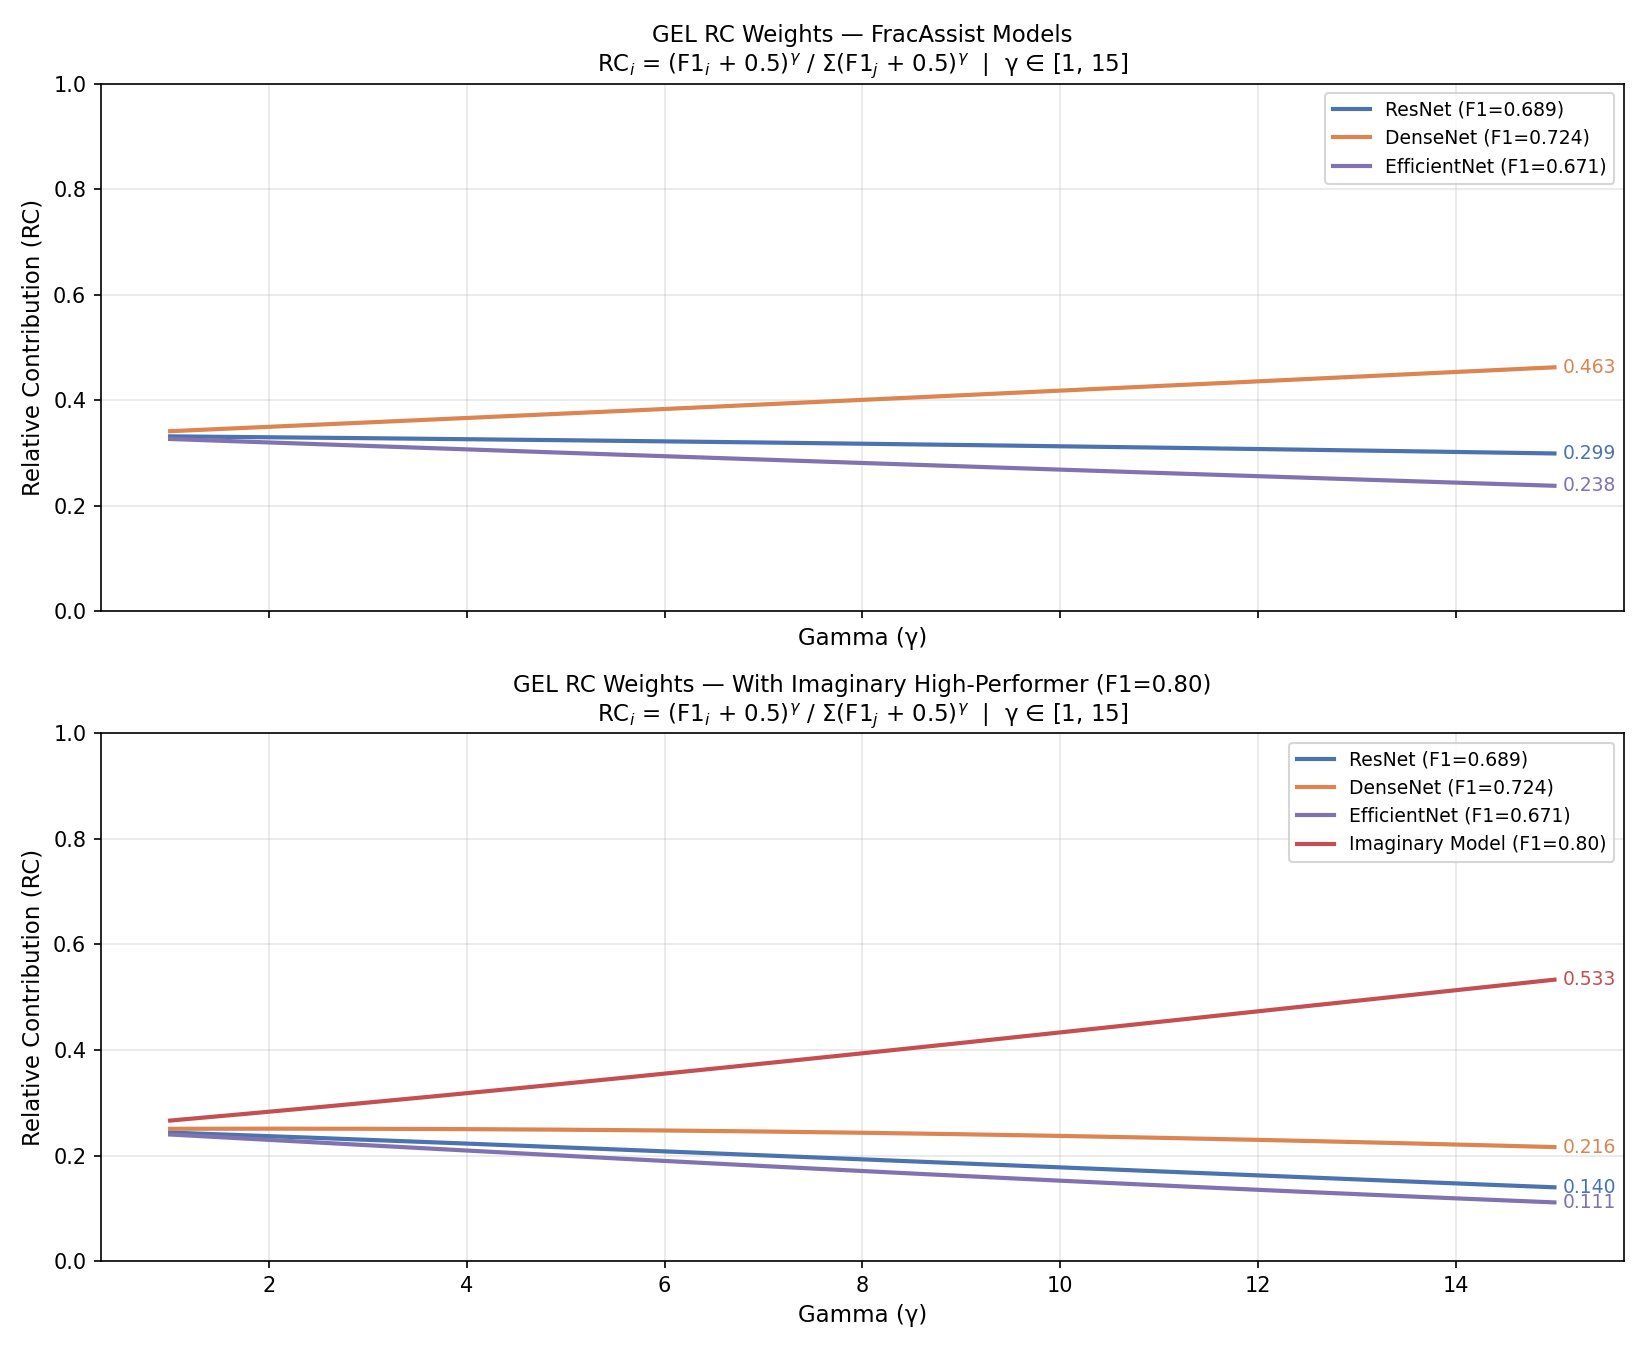 GEL RC Weights — FracAssist Models
RCᵢ = (F1ᵢ + 0.5)ᵞ / Σ(F1ⱼ + 0.5)ᵞ | γ ∈ [1, 15]
1.0
0.8
0.6
0.4
0.2
0.0
Relative Contribution (RC)
ResNet (F1=0.689)
DenseNet (F1=0.724)
EfficientNet (F1=0.671)
0.463
0.299
0.238
Gamma (γ)
GEL RC Weights — With Imaginary High-Performer (F1=0.80)
RCᵢ = (F1ᵢ + 0.5)ᵞ / Σ(F1ⱼ + 0.5)ᵞ | γ ∈ [1, 15]
1.0
0.8
0.6
0.4
0.2
0.0
Relative Contribution (RC)
ResNet (F1=0.689)
DenseNet (F1=0.724)
EfficientNet (F1=0.671)
Imaginary Model (F1=0.80)
0.533
0.216
0.140
0.111
2 4 6 8 10 12 14
Gamma (γ)